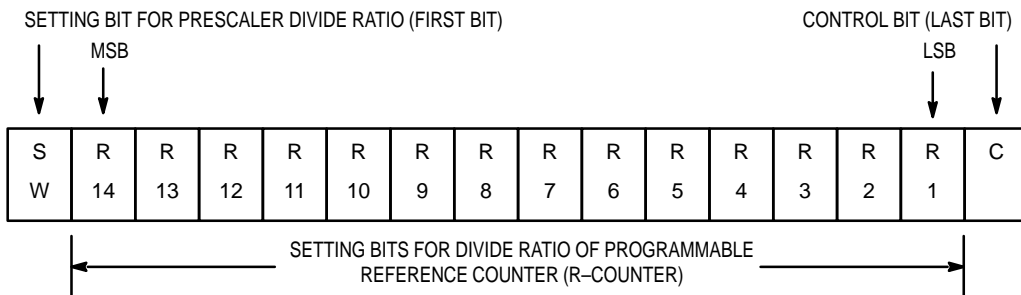 SETTING BIT FOR PRESCALER DIVIDE RATIO (FIRST BIT) CONTROL BIT (LAST BIT)
MSB LSB
S R R R R R R R R R R R R R R C
W 14 13 12 11 10 9 8 7 6 5 4 3 2 1
SETTING BITS FOR DIVIDE RATIO OF PROGRAMMABLE
REFERENCE COUNTER (R–COUNTER)